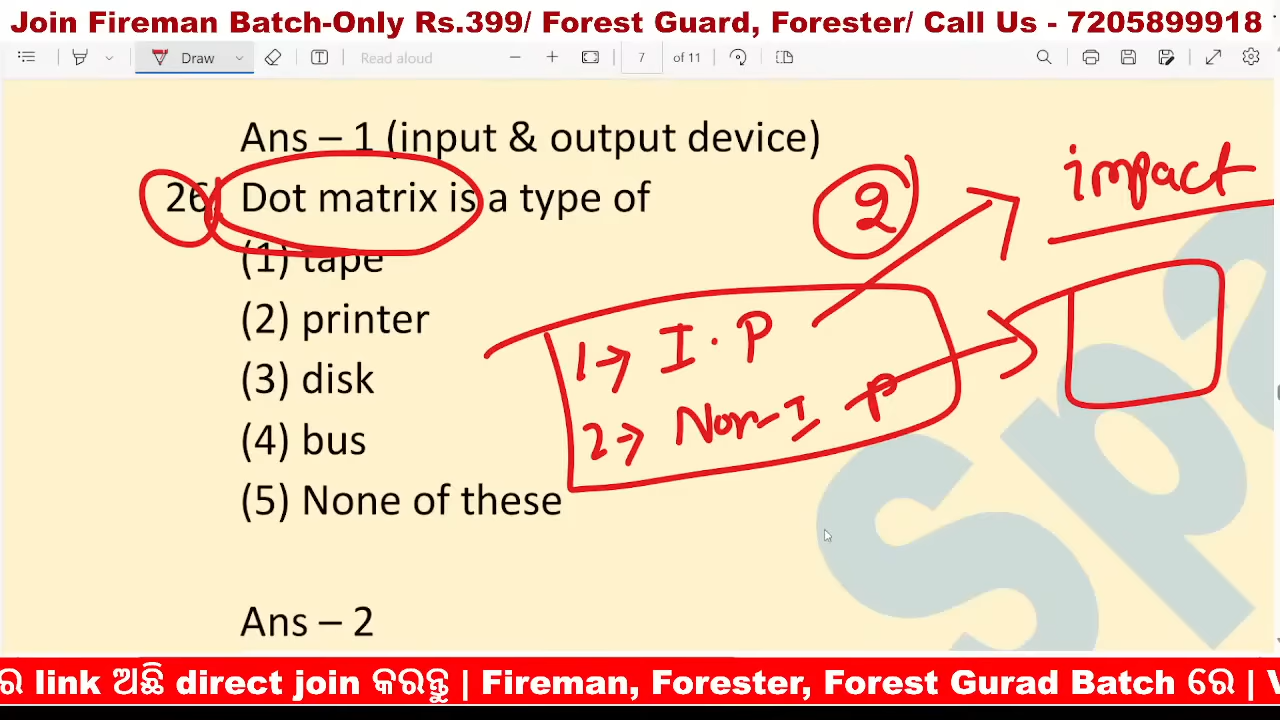 Join Fireman Batch-Only Rs.399/ Forest Guard, Forester/ Call Us - 7205899918
Draw
Read aloud
7 of 11
Ans – 1 (input & output device)
26 Dot matrix is a type of
(1) tape
(2) printer
(3) disk
(4) bus
(5) None of these
2
impact
1→ I.P
2→ Non-I P
Ans – 2
ର link ଅଛି direct join କରନ୍ତୁ | Fireman, Forester, Forest Gurad Batch ରେ | V